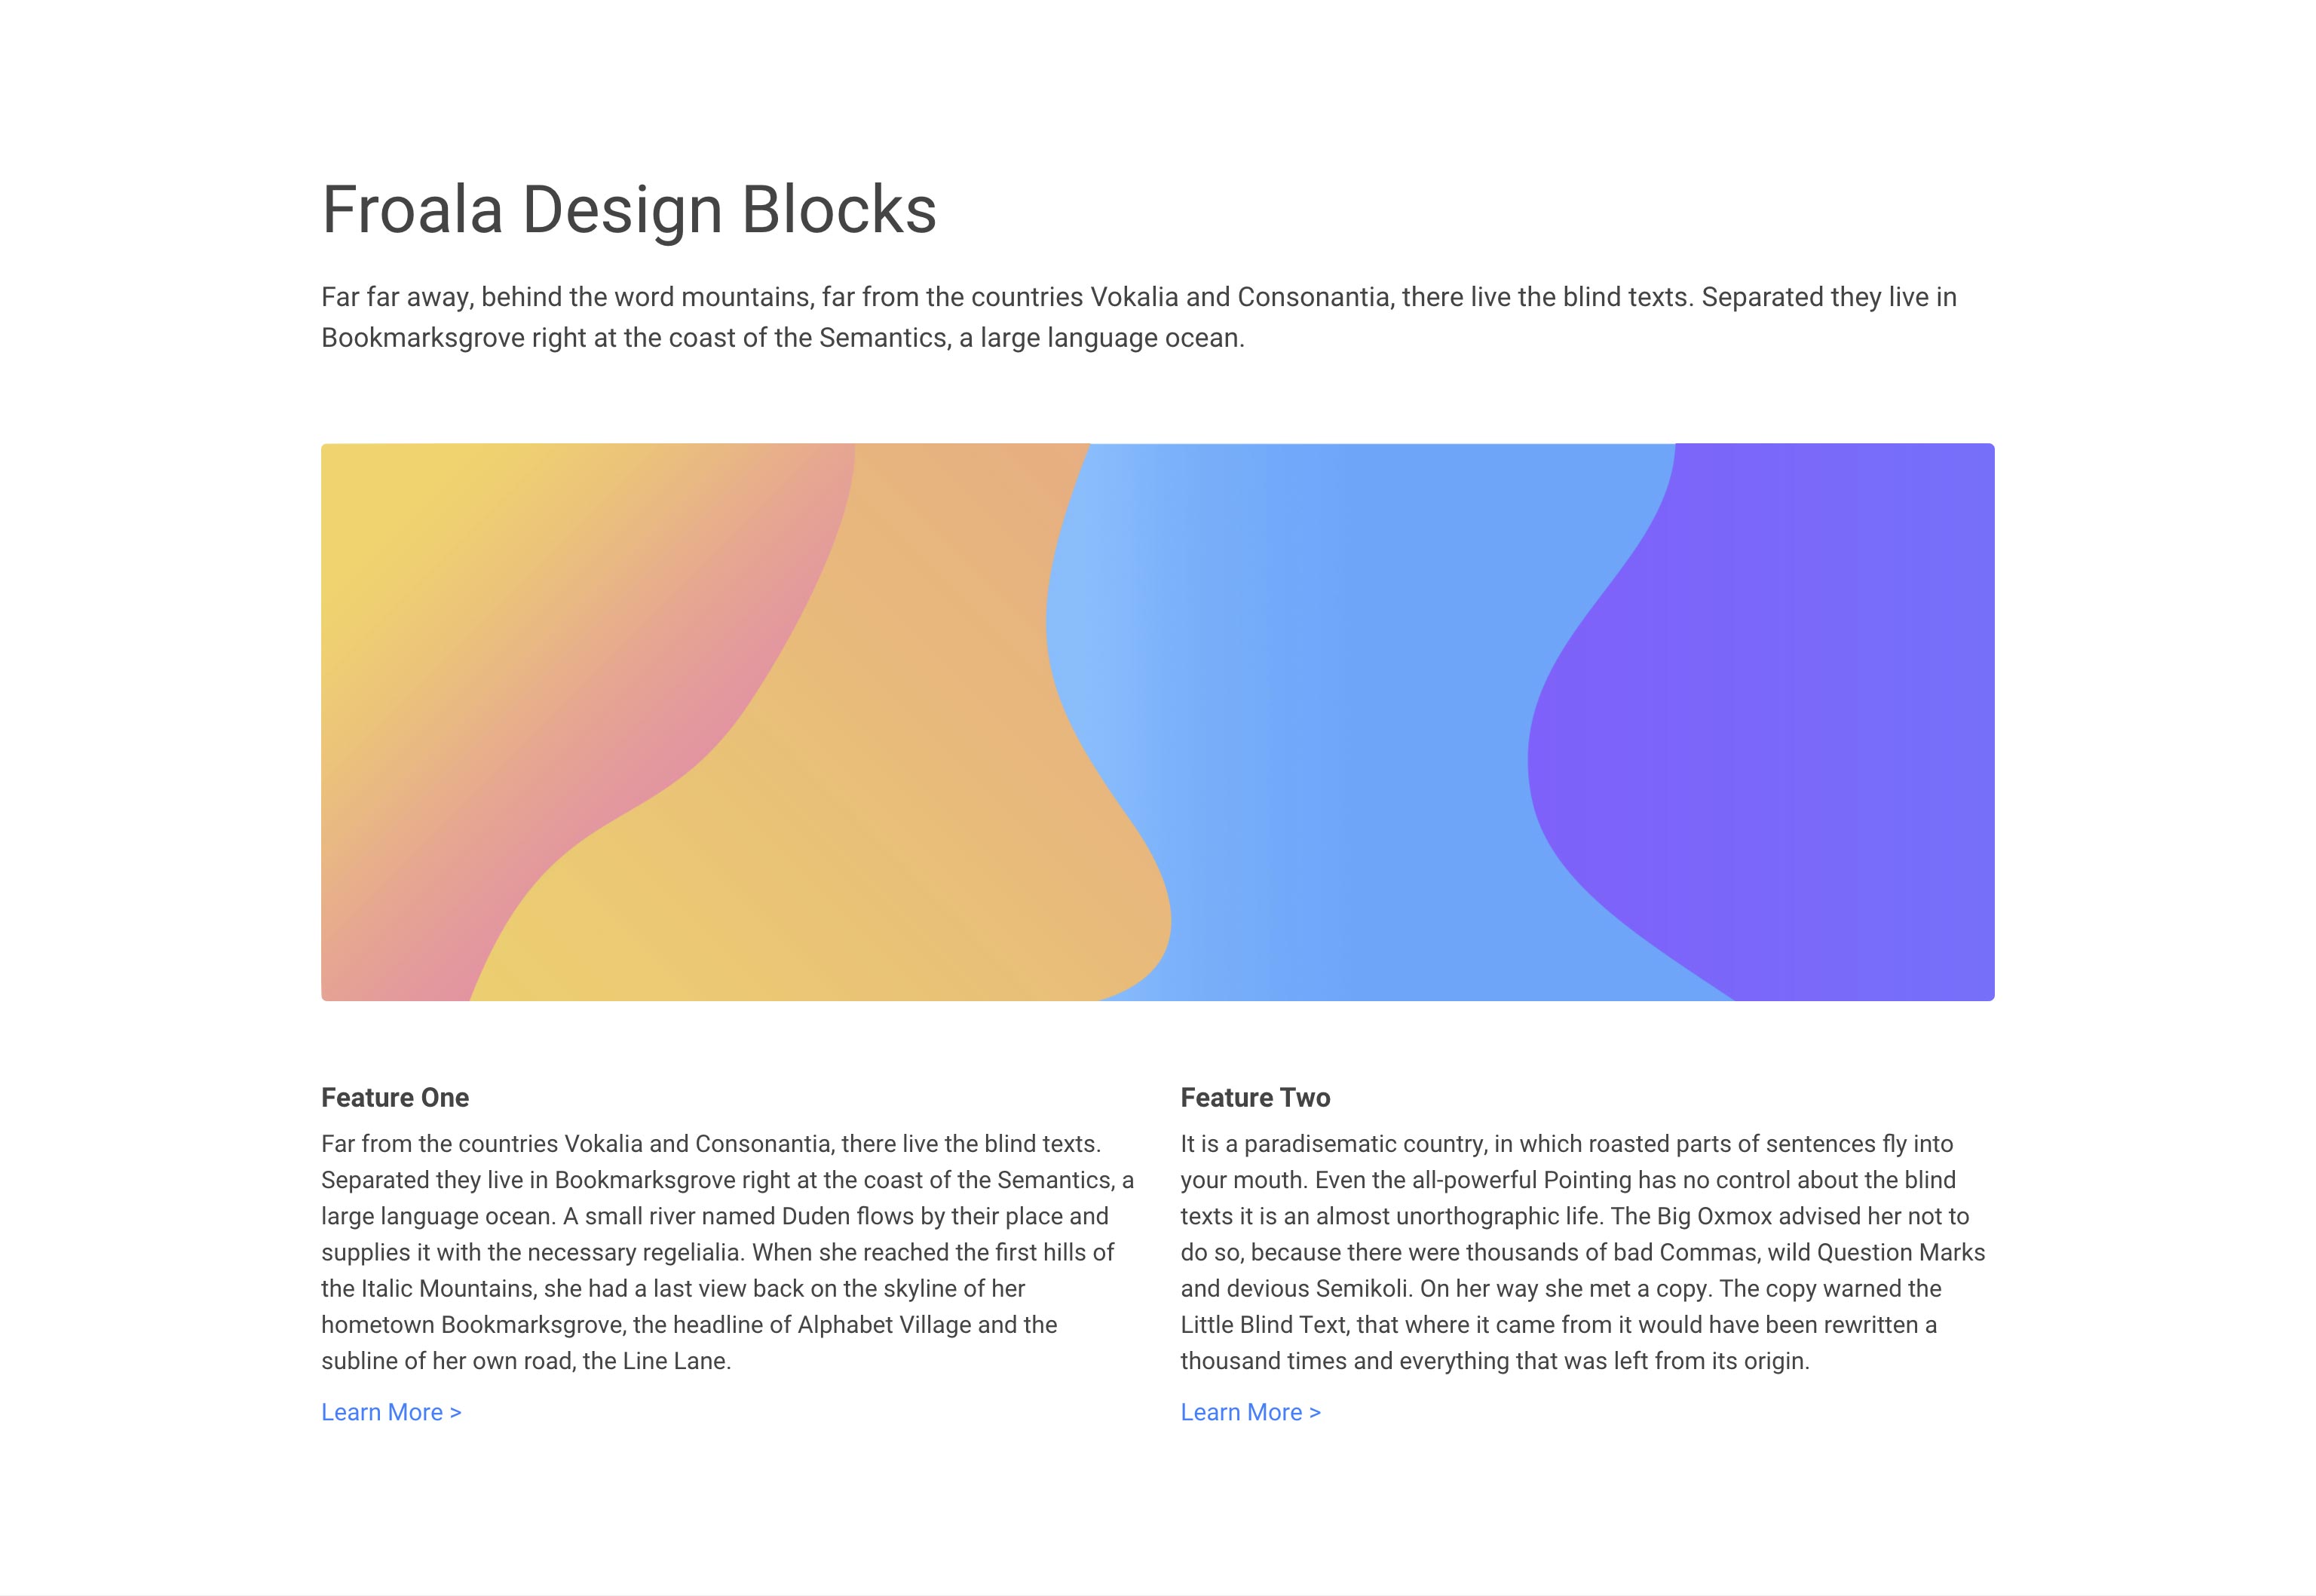 Froala Design Blocks
Far far away, behind the word mountains, far from the countries Vokalia and Consonantia, there live the blind texts. Separated they live in
Bookmarksgrove right at the coast of the Semantics, a large language ocean.
Feature One
Far from the countries Vokalia and Consonantia, there live the blind texts.
Separated they live in Bookmarksgrove right at the coast of the Semantics, a
large language ocean. A small river named Duden flows by their place and
supplies it with the necessary regelialia. When she reached the first hills of
the Italic Mountains, she had a last view back on the skyline of her
hometown Bookmarksgrove, the headline of Alphabet Village and the
subline of her own road, the Line Lane.
Learn More >
Feature Two
It is a paradisematic country, in which roasted parts of sentences fly into
your mouth. Even the all-powerful Pointing has no control about the blind
texts it is an almost unorthographic life. The Big Oxmox advised her not to
do so, because there were thousands of bad Commas, wild Question Marks
and devious Semikoli. On her way she met a copy. The copy warned the
Little Blind Text, that where it came from it would have been rewritten a
thousand times and everything that was left from its origin.
Learn More >